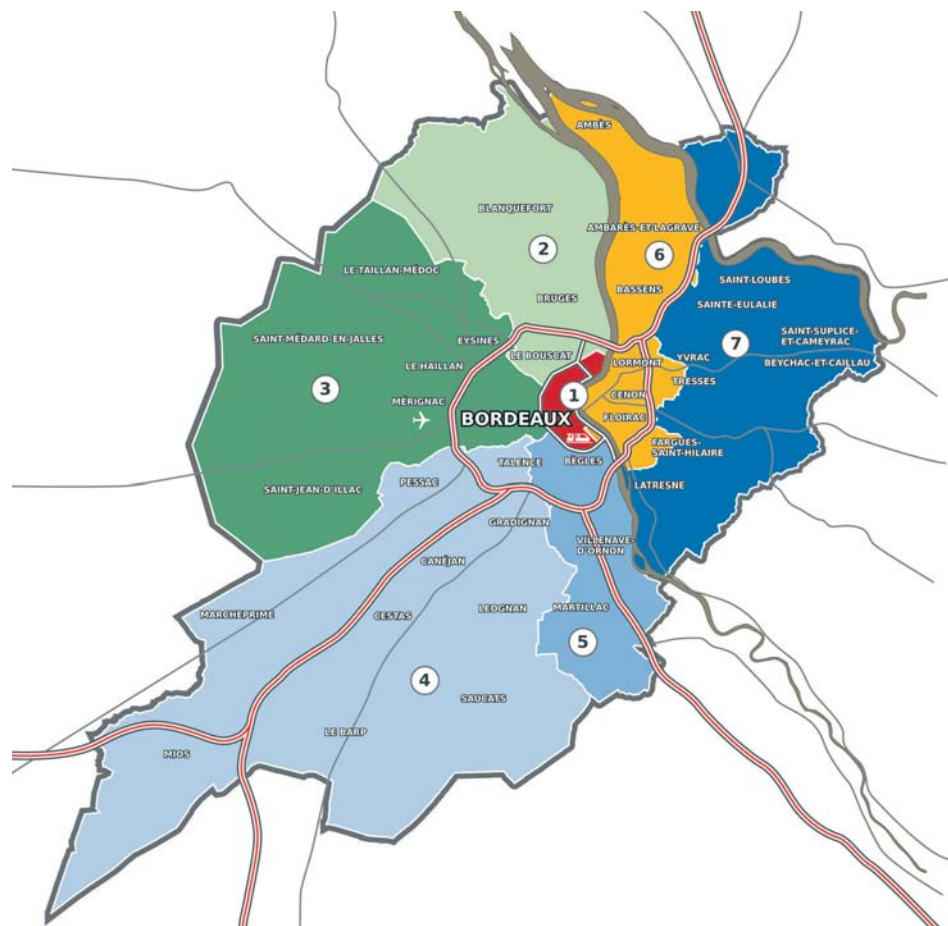 AMBÈS
BLANQUEFORT
AMBARÈS-ET-LAGRAVE
2
6
LE TAILLAN-MÉDOC
SAINT-LOUBÈS
BASSENS
BRUGES
SAINTE-EULALIE
SAINT-MÉDARD-EN-JALLES
EYSINES
SAINT-SUPLICE-
ET-CAMEYRAC
7
LE BOUSCAT
LORMONT
YVRAC
BEYCHAC-ET-CAILLAU
LE HAILLAN
TRESSES
3
MÉRIGNAC
1
CENON
BORDEAUX
FLOIRAC
FARGUES-
SAINT-HILAIRE
TALENCE
BÈGLES
PESSAC
LATRESNE
SAINT-JEAN-D'ILLAC
GRADIGNAN
VILLENAVE-
D'ORNON
CANÉJAN
MARCHEPRIME
CESTAS
LEOGNAN
MARTILLAC
5
4
SAUCATS
LE BARP
MIOS